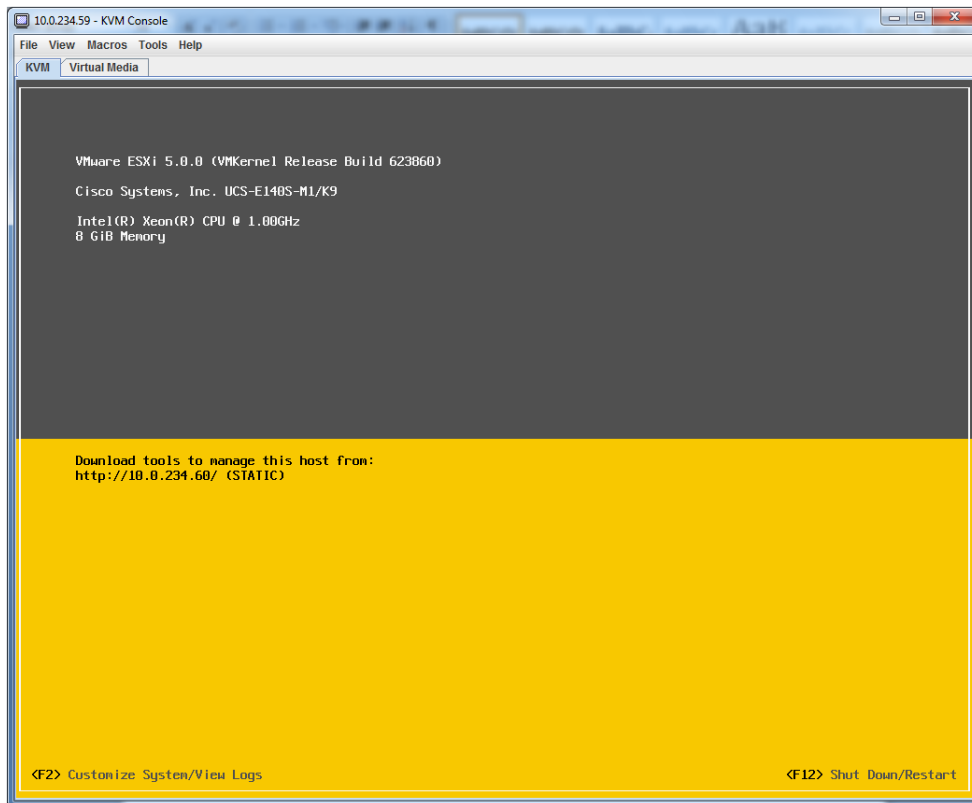 10.0.234.59 - KVM Console
File View Macros Tools Help
KVM Virtual Media
VMware ESXi 5.0.0 (VMKernel Release Build 623860)
Cisco Systems, Inc. UCS-E140S-M1/K9
Intel(R) Xeon(R) CPU @ 1.00GHz
8 GiB Memory
Download tools to manage this host from:
http://10.0.234.60/ (STATIC)
<F2> Customize System/View Logs
<F12> Shut Down/Restart